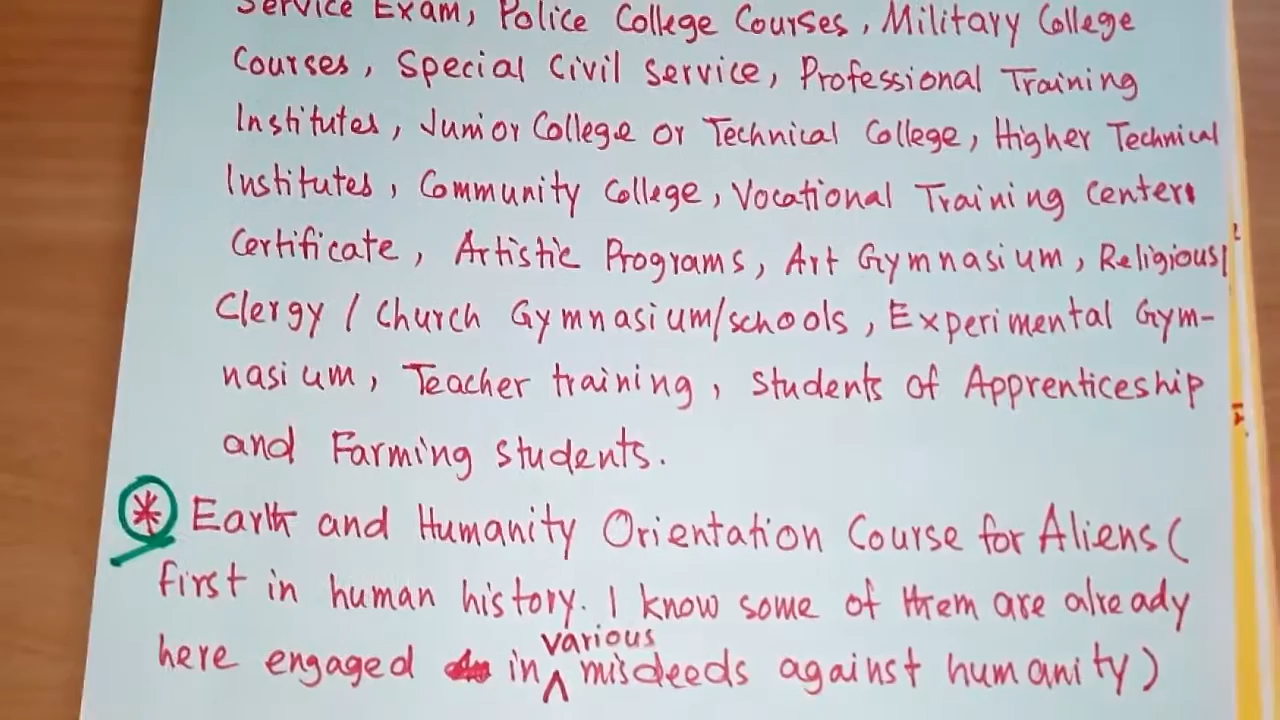 Service Exam, Police College Courses, Military College
Courses, Special Civil Service, Professional Training
Institutes, Junior College or Technical College, Higher Technical
Institutes, Community College, Vocational Training Centers
Certificate, Artistic Programs, Art Gymnasium, Religious/
Clergy / Church Gymnasium/schools, Experimental Gym-
nasium, Teacher training, Students of Apprenticeship
and Farming students.
* Earth and Humanity Orientation Course for Aliens (
first in human history. I know some of them are already
here engaged in various misdeeds against humanity)